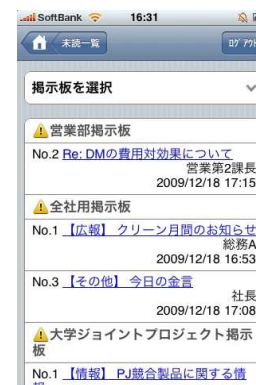 SoftBank 16:31
未読一覧
掲示板を選択
営業部掲示板
No.2 Re: DMの費用対効果について
営業第2課長
2009/12/18 17:15
全社用掲示板
No.1 【広報】 クリーン月間のお知らせ
総務A
2009/12/18 16:53
No.3 【その他】 今日の金言
社長
2009/12/18 17:08
大学ジョイントプロジェクト掲示
板
No.1 【情報】 PJ競合製品に関する情